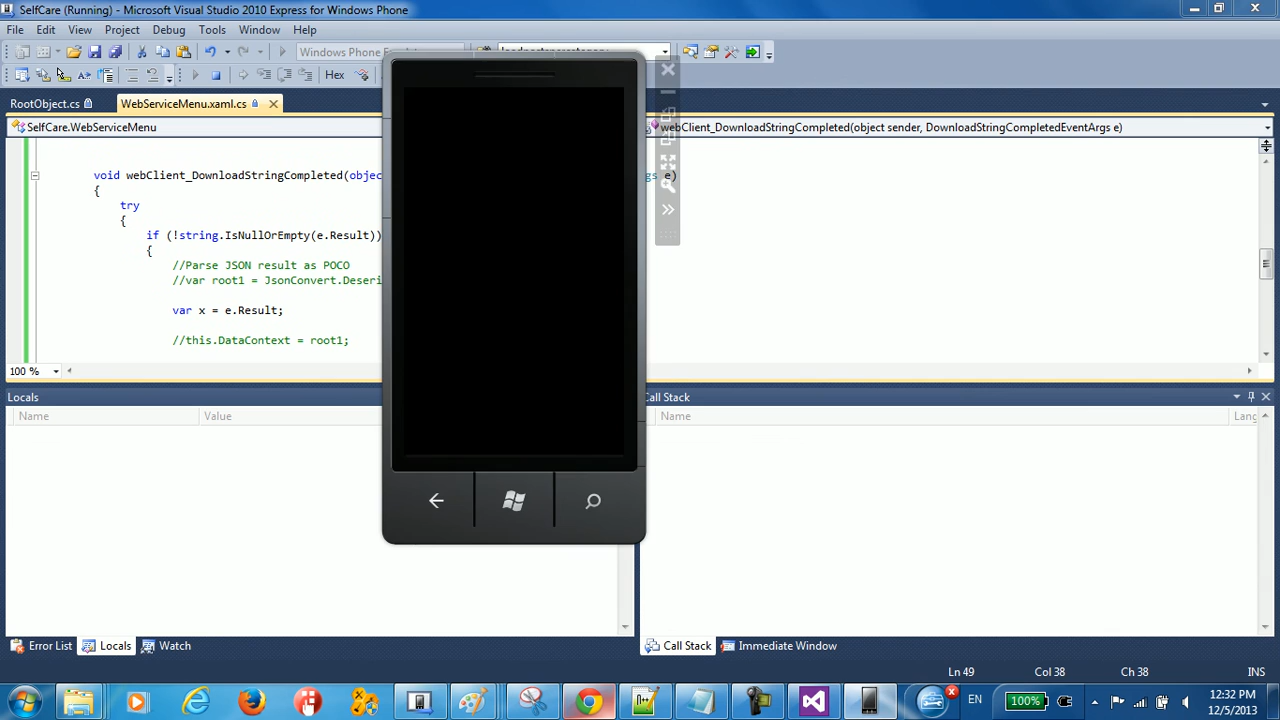 SelfCare (Running) - Microsoft Visual Studio 2010 Express for Windows Phone
File Edit View Project Debug Tools Window Help
Windows Phone
Hex
RootObject.cs WebServiceMenu.xaml.cs
SelfCare.WebServiceMenu webClient_DownloadStringCompleted(object sender, DownloadStringCompletedEventArgs e)
void webClient_DownloadStringCompleted(objec gs e)
{
try
{
if (!string.IsNullOrEmpty(e.Result))
{
//Parse JSON result as POCO
//var root1 = JsonConvert.Deseri
var x = e.Result;
//this.DataContext = root1;
100 %
Locals Call Stack
Name Value Name Lang
Error List Locals Watch Call Stack Immediate Window
Ln 49 Col 38 Ch 38 INS
EN 100% 12:32 PM
12/5/2013